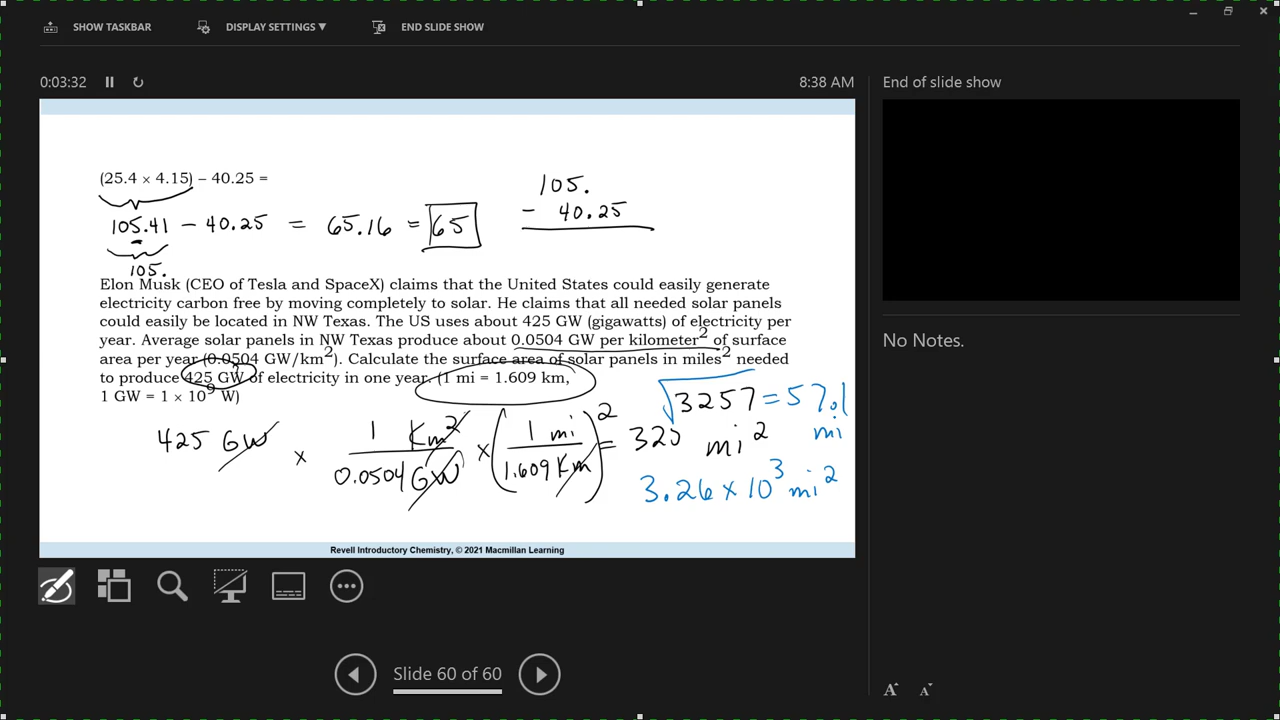 SHOW TASKBAR DISPLAY SETTINGS ▼ END SLIDE SHOW
0:03:32 8:38 AM End of slide show
(25.4 × 4.15) – 40.25 =
105.41 - 40.25 = 65.16 = 65
105.
105.
- 40.25
Elon Musk (CEO of Tesla and SpaceX) claims that the United States could easily generate
electricity carbon free by moving completely to solar. He claims that all needed solar panels
could easily be located in NW Texas. The US uses about 425 GW (gigawatts) of electricity per
year. Average solar panels in NW Texas produce about 0.0504 GW per kilometer² of surface
area per year (0.0504 GW/km²). Calculate the surface area of solar panels in miles² needed
to produce 425 GW of electricity in one year. (1 mi = 1.609 km,
1 GW = 1 × 10⁹ W)
√3257 = 57.1
mi
425 GW × 1 Km² / 0.0504 GW × (1 mi / 1.609 Km)² = mi²
3.26 × 10³ mi²
Revell Introductory Chemistry, © 2021 Macmillan Learning
No Notes.
Slide 60 of 60
A A